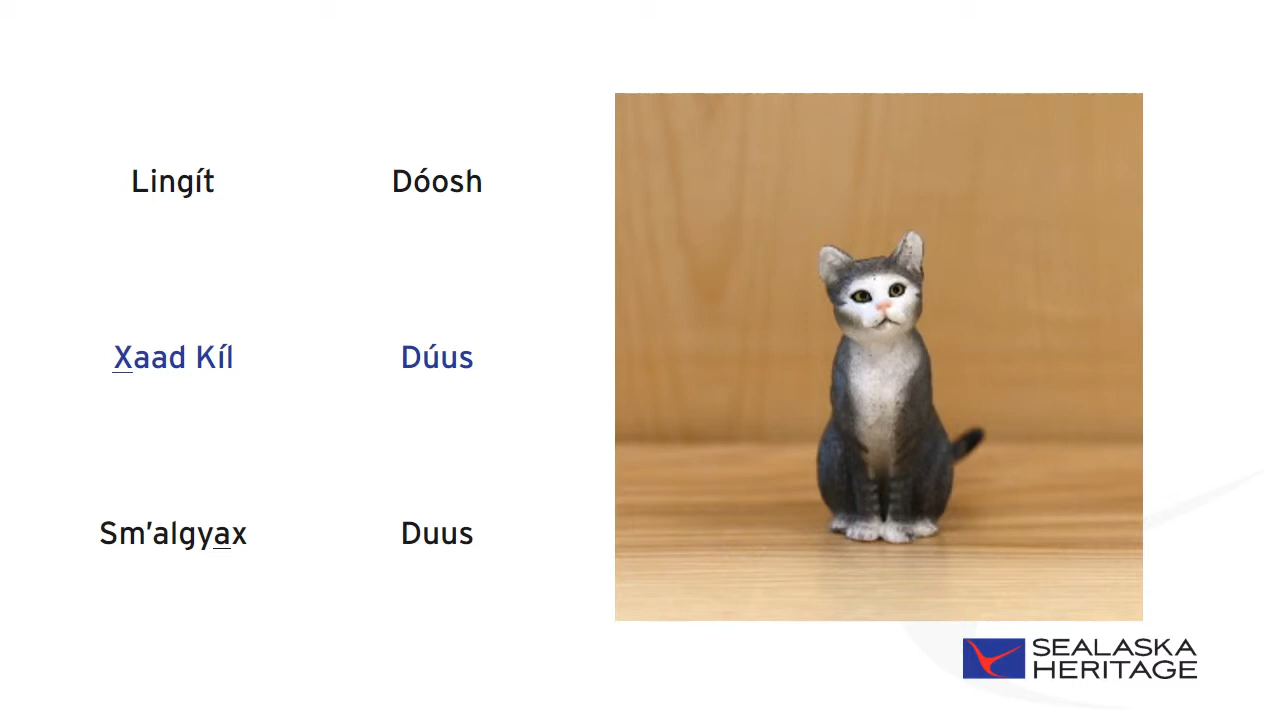 Lingít Dóosh
X̲aad Kíl Dúus
Sm'algya̲x Duus
SEALASKA
HERITAGE